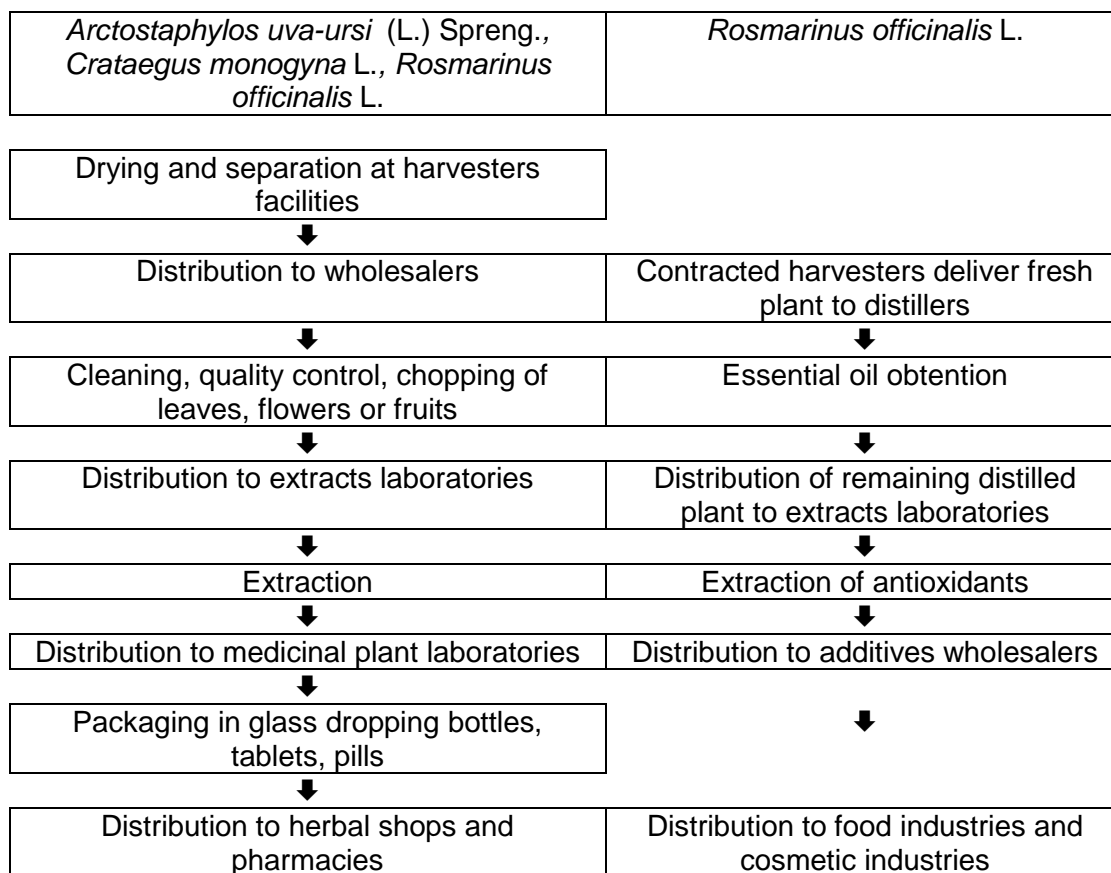 Arctostaphylos uva-ursi (L.) Spreng.,
Crataegus monogyna L., Rosmarinus
officinalis L.
Rosmarinus officinalis L.
Drying and separation at harvesters
facilities
Distribution to wholesalers
Contracted harvesters deliver fresh
plant to distillers
Cleaning, quality control, chopping of
leaves, flowers or fruits
Essential oil obtention
Distribution to extracts laboratories
Distribution of remaining distilled
plant to extracts laboratories
Extraction
Extraction of antioxidants
Distribution to medicinal plant laboratories
Distribution to additives wholesalers
Packaging in glass dropping bottles,
tablets, pills
Distribution to herbal shops and
pharmacies
Distribution to food industries and
cosmetic industries